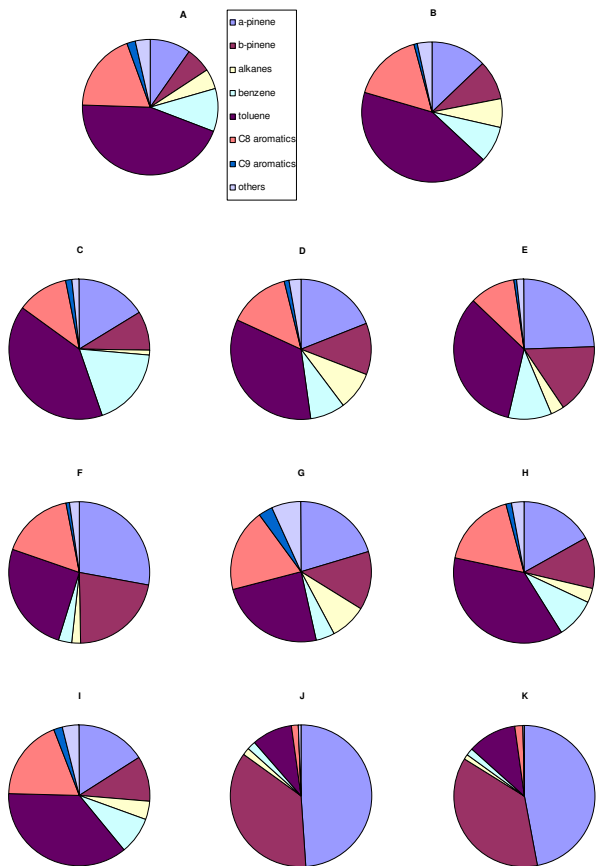 A
a-pinene
b-pinene
alkanes
benzene
toluene
C8 aromatics
C9 aromatics
others
B
C
D
E
F
G
H
I
J
K